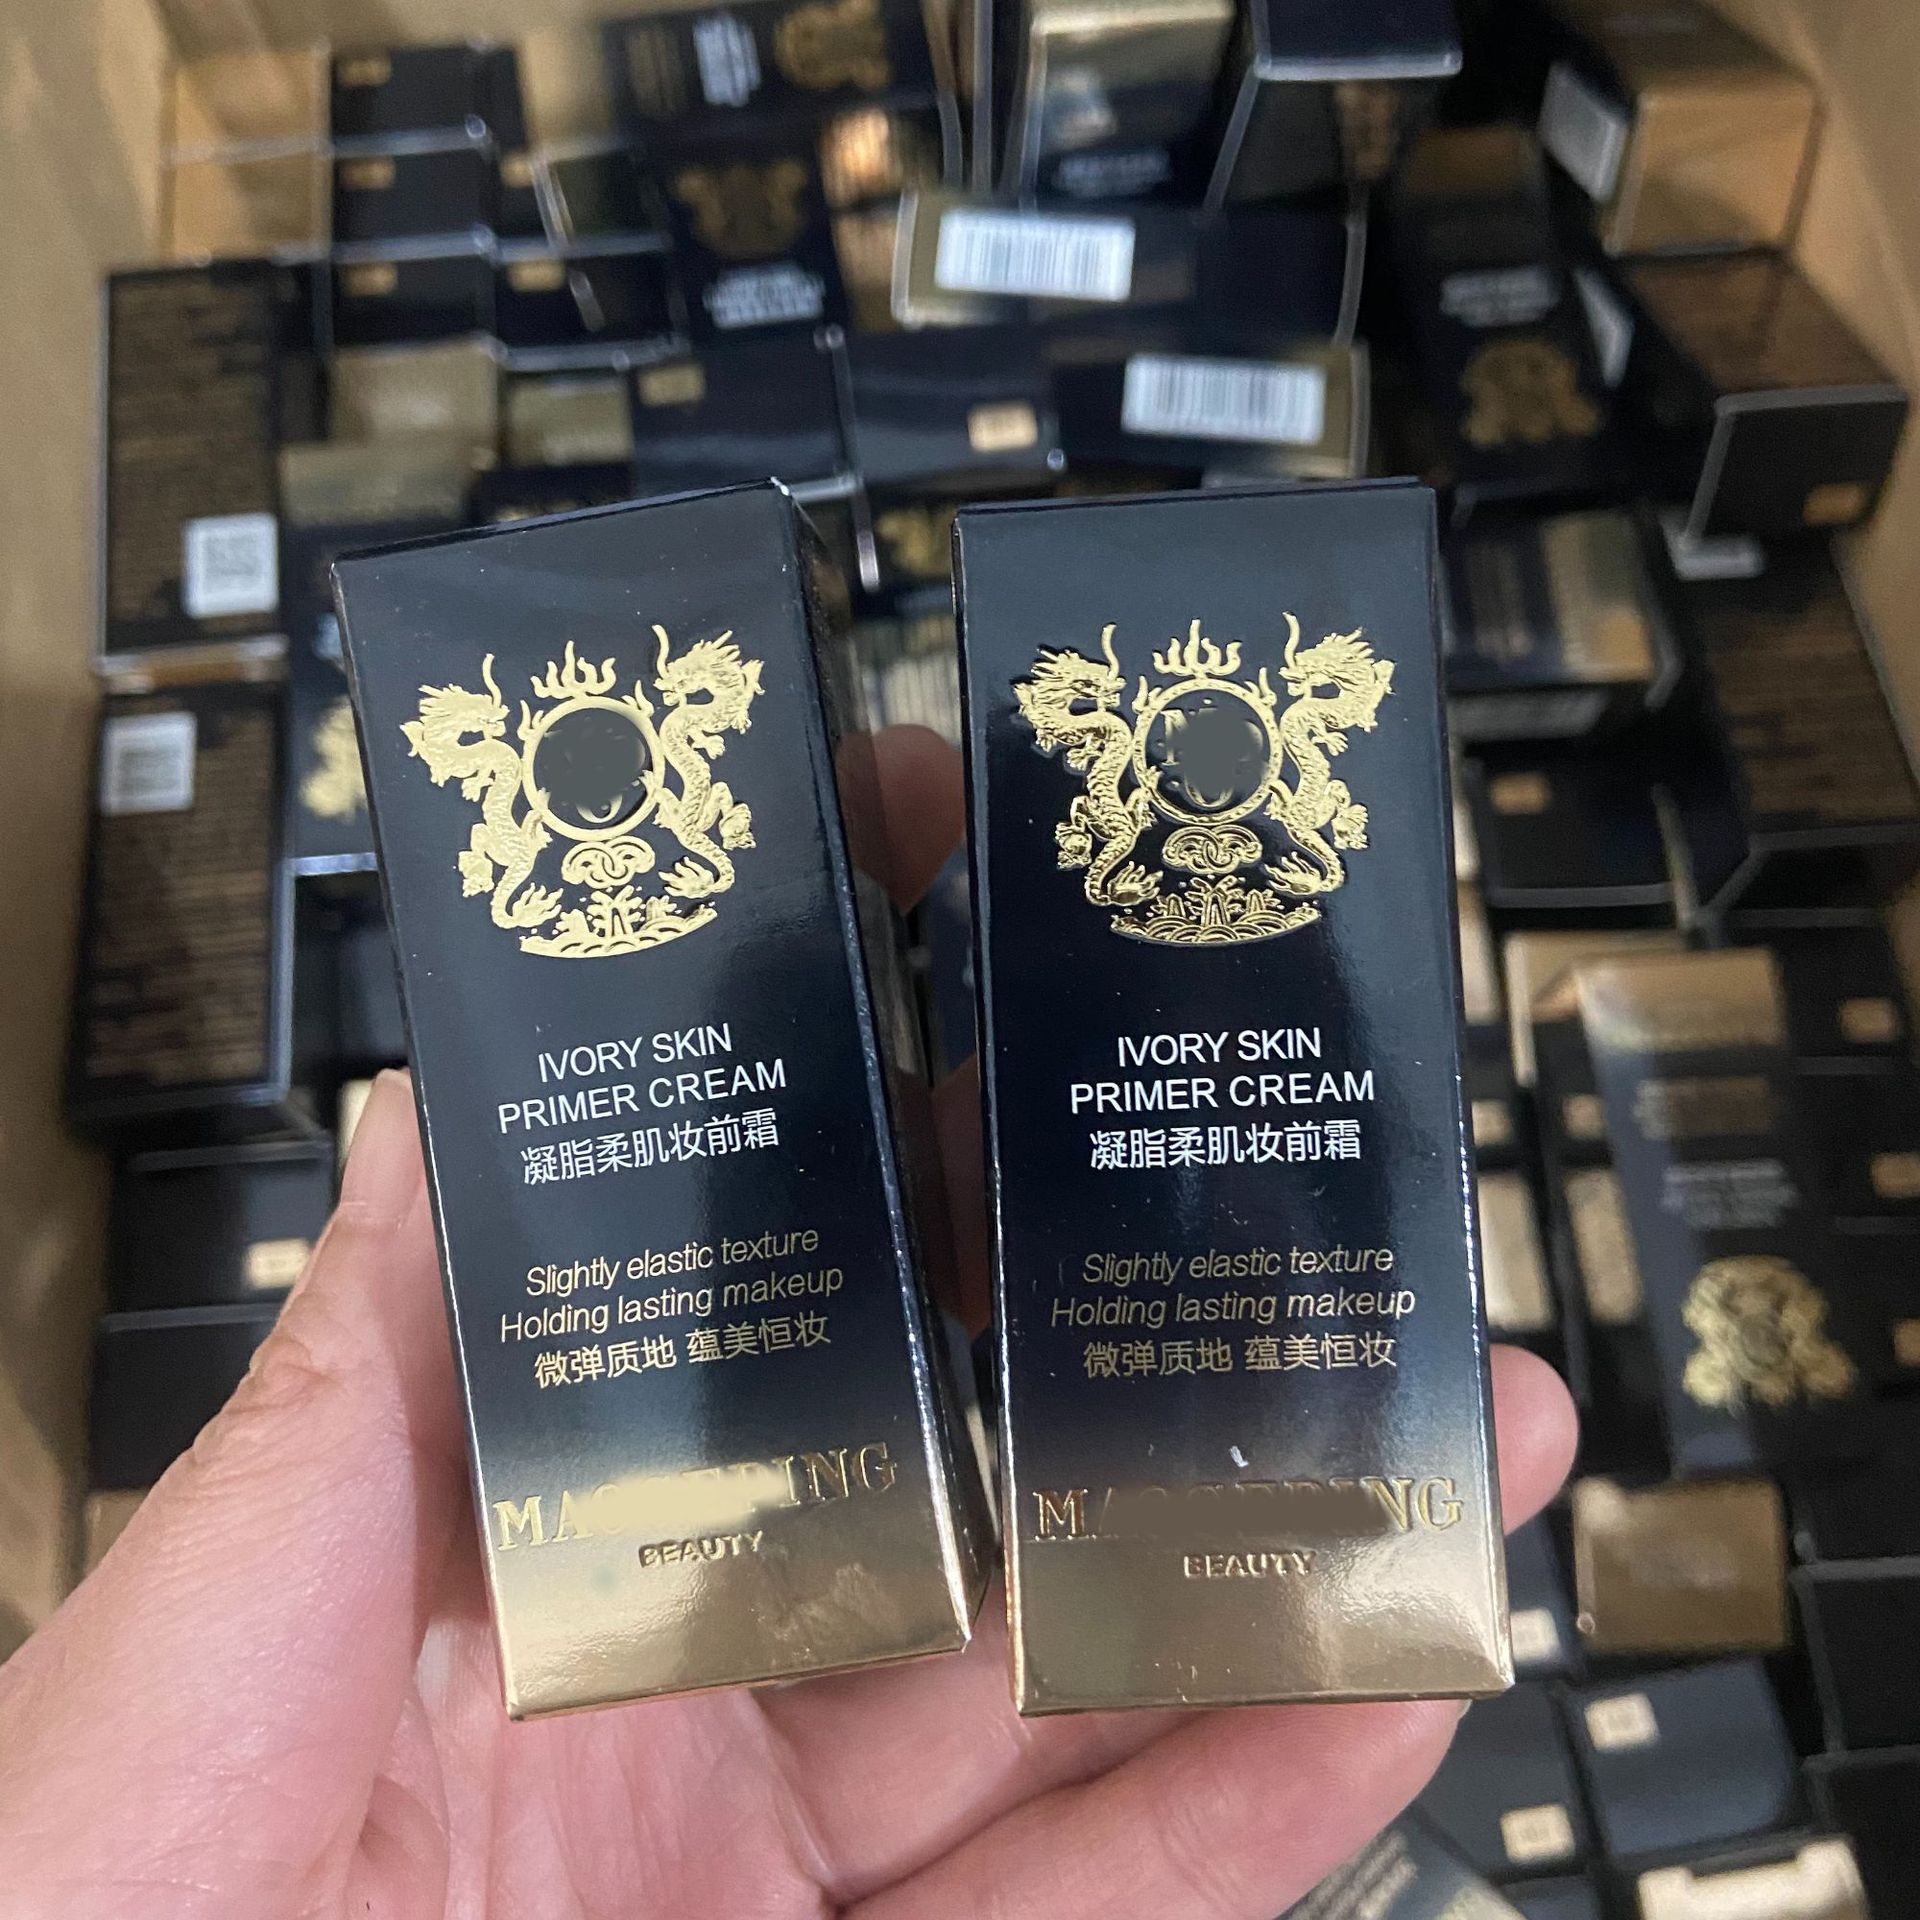 IVORY SKIN
PRIMER CREAM
凝脂柔肌妆前霜
Slightly elastic texture
Holding lasting makeup
微弹质地 蕴美恒妆
BEAUTY
IVORY SKIN
PRIMER CREAM
凝脂柔肌妆前霜
Slightly elastic texture
Holding lasting makeup
微弹质地 蕴美恒妆
BEAUTY